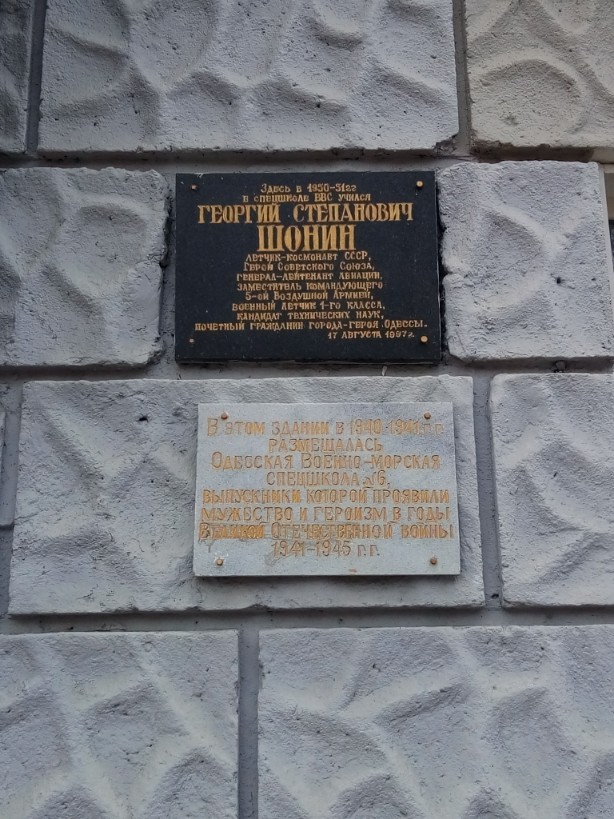 Здесь в 1950-51гг
в спецшколе ВВС учился
ГЕОРГИЙ СТЕПАНОВИЧ
ШОНИН
летчик-космонавт СССР,
Герой Советского Союза,
генерал-лейтенант авиации,
заместитель командующего
5-ой Воздушной Армией,
военный летчик 1-го класса,
кандидат технических наук,
почетный гражданин города-героя Одессы.
17 августа 1997г.
В этом здании в 1940-1941 г.г.
размещалась
Одесская Военно-морская
спецшкола №6,
выпускники которой проявили
мужество и героизм в годы
Великой Отечественной войны
1941-1945 г.г.